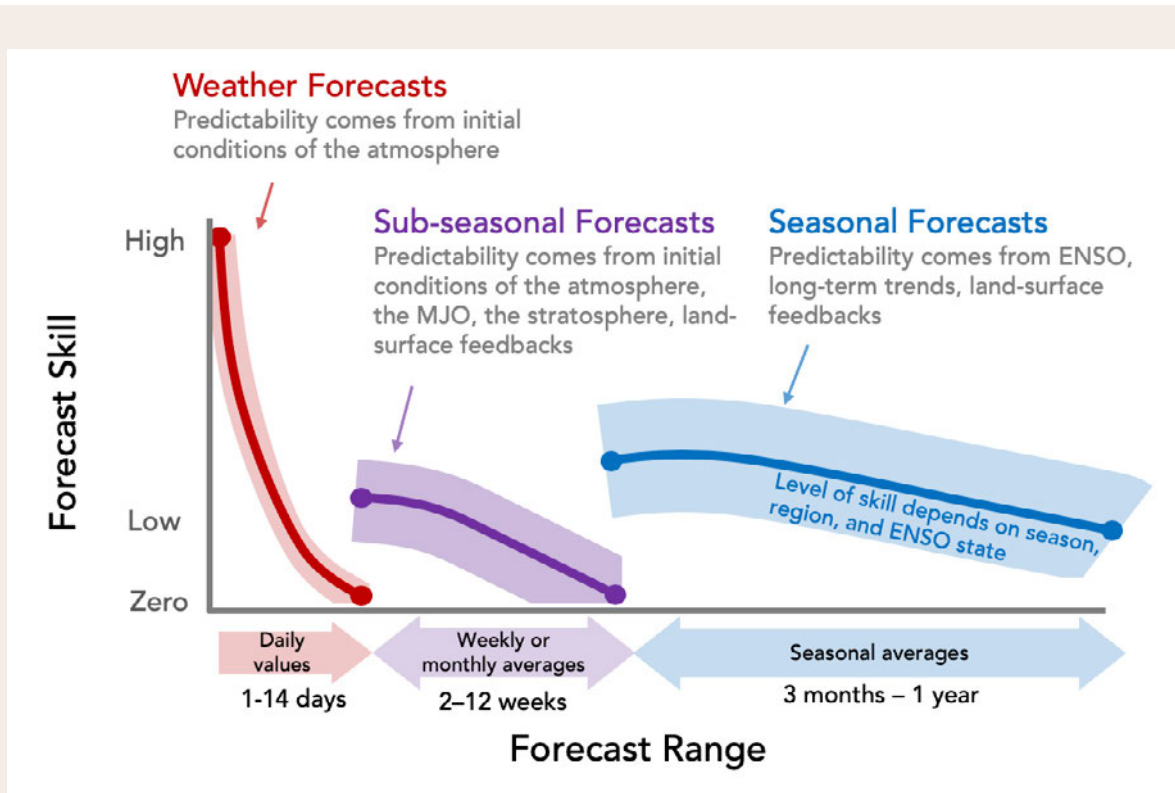 Weather Forecasts
Predictability comes from initial
conditions of the atmosphere
Sub-seasonal Forecasts
Predictability comes from initial
conditions of the atmosphere,
the MJO, the stratosphere, land-
surface feedbacks
Seasonal Forecasts
Predictability comes from ENSO,
long-term trends, land-surface
feedbacks
High
Low
Zero
Forecast Skill
Level of skill depends on season,
region, and ENSO state
Daily
values
Weekly or
monthly averages
Seasonal averages
1-14 days
2–12 weeks
3 months – 1 year
Forecast Range